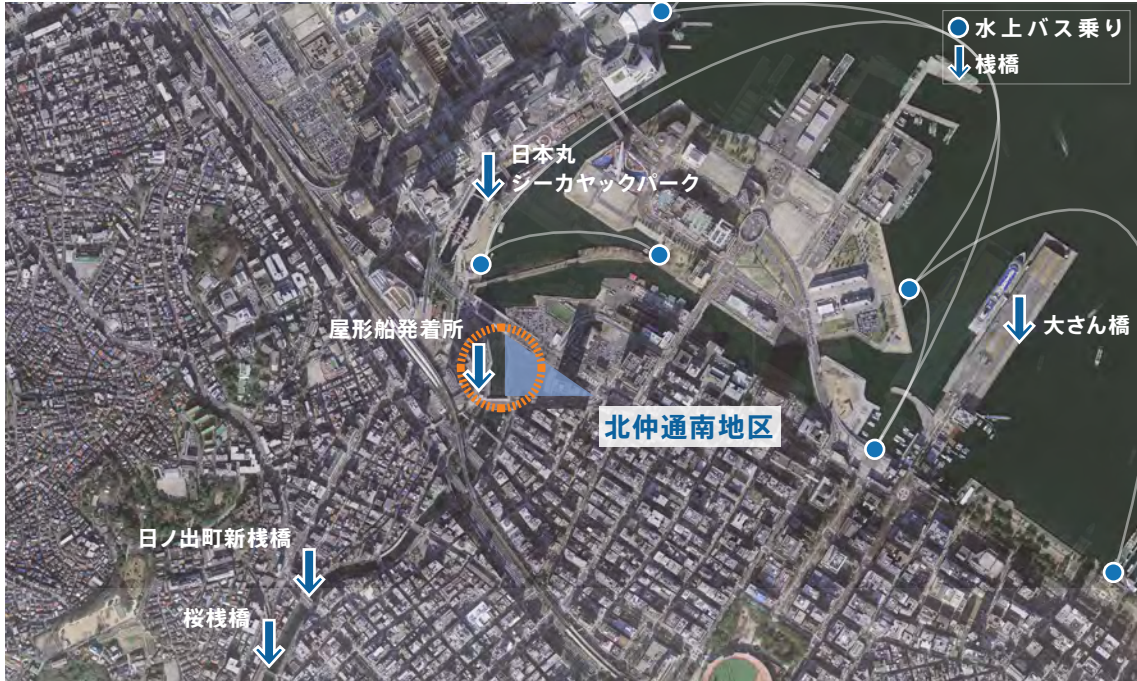 水上バス乗り
桟橋
日本丸
シーカヤックパーク
屋形船発着所
大さん橋
北仲通南地区
日ノ出町新桟橋
桜桟橋